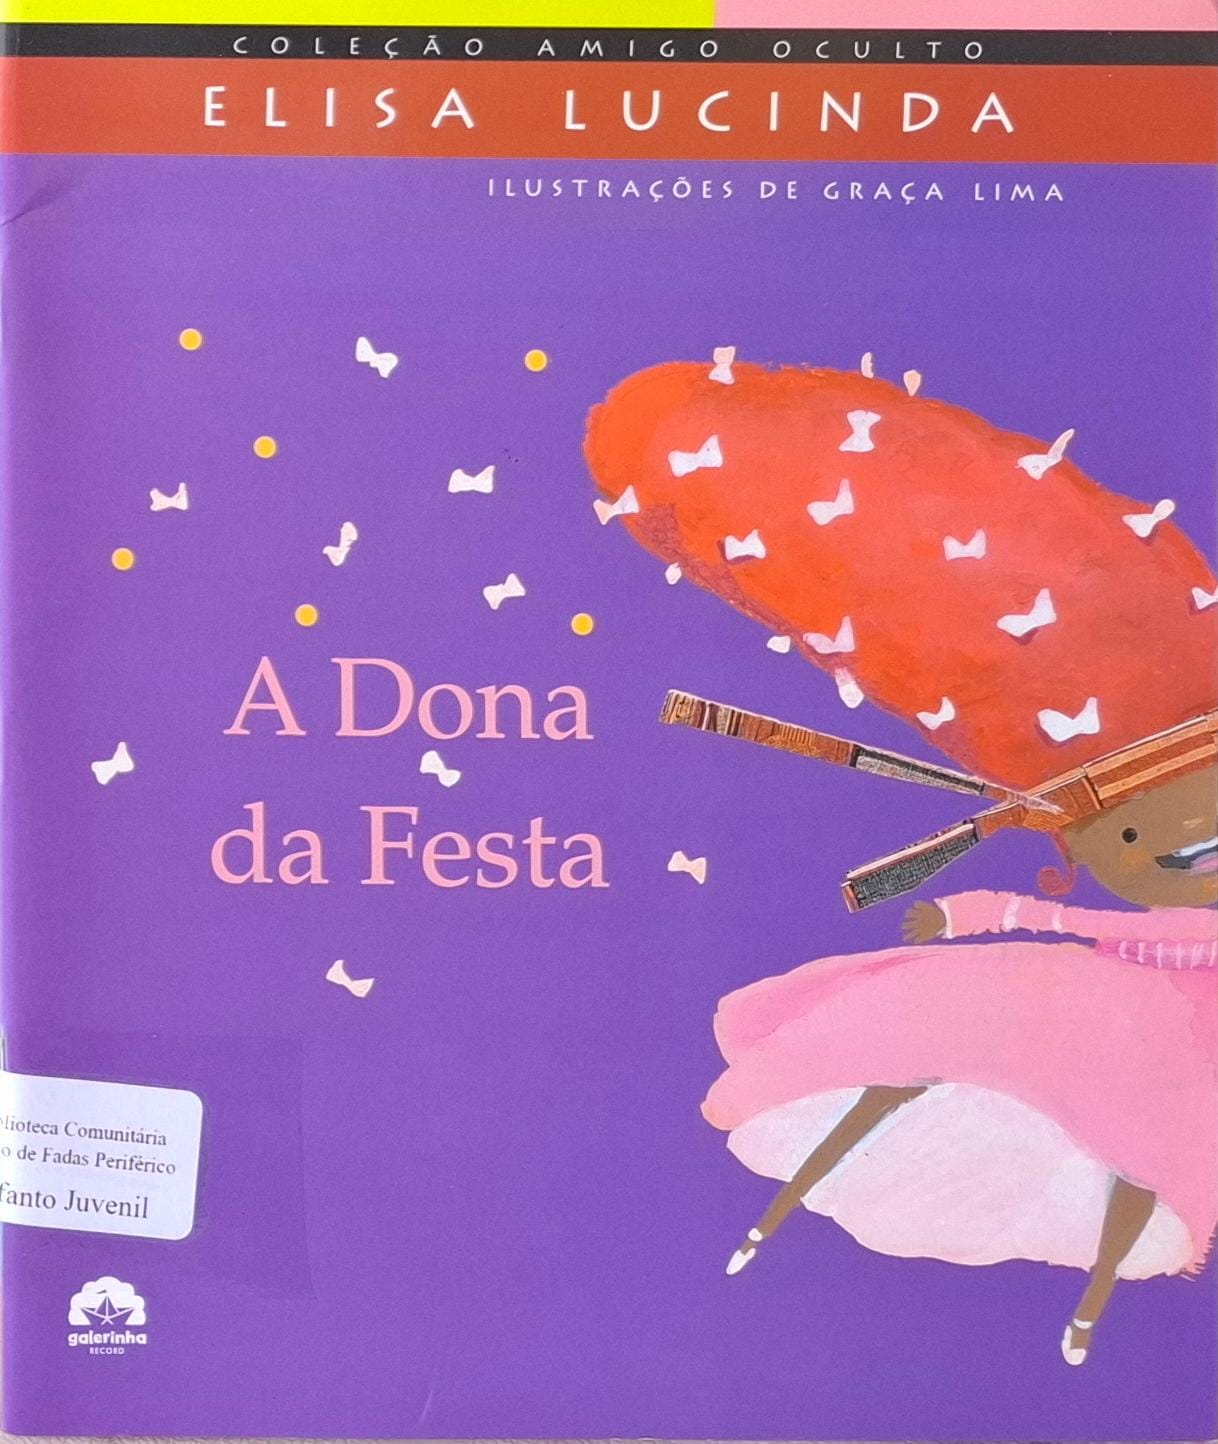 COLEÇÃO AMIGO OCULTO
ELISA LUCINDA
ILUSTRAÇÕES DE GRAÇA LIMA
A Dona
da Festa
lioteca Comunitária
o de Fadas Periférico
fanto Juvenil
galerinha
RECORD